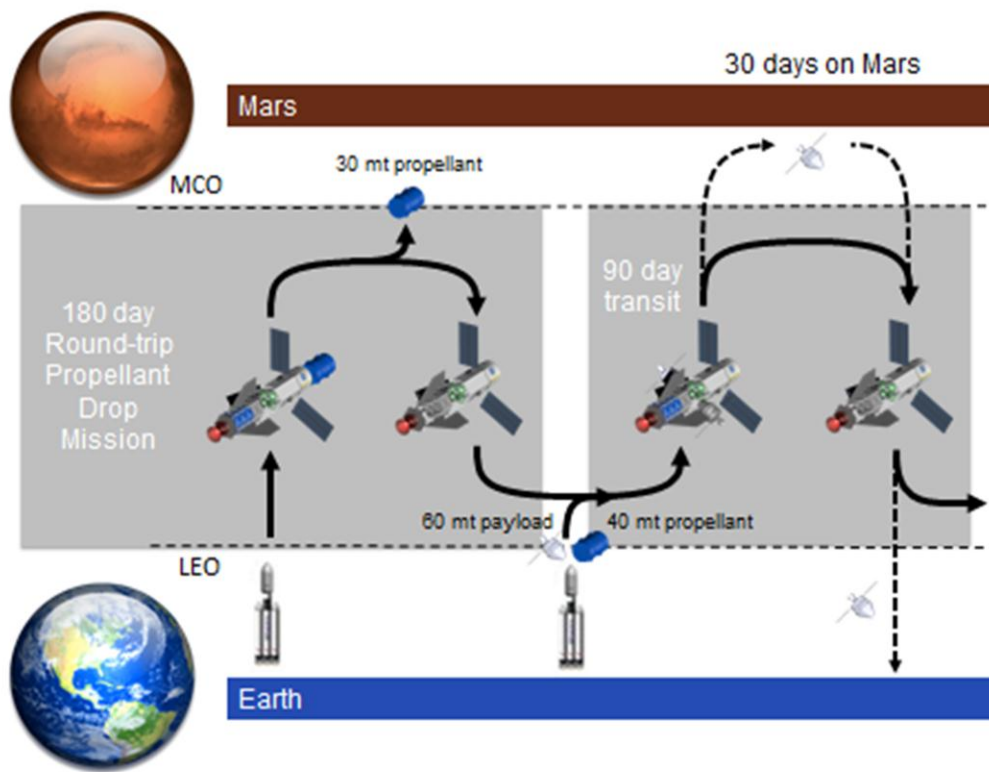 30 days on Mars
Mars
30 mt propellant
MCO
180 day
Round-trip
Propellant
Drop
Mission
90 day
transit
60 mt payload
40 mt propellant
LEO
Earth